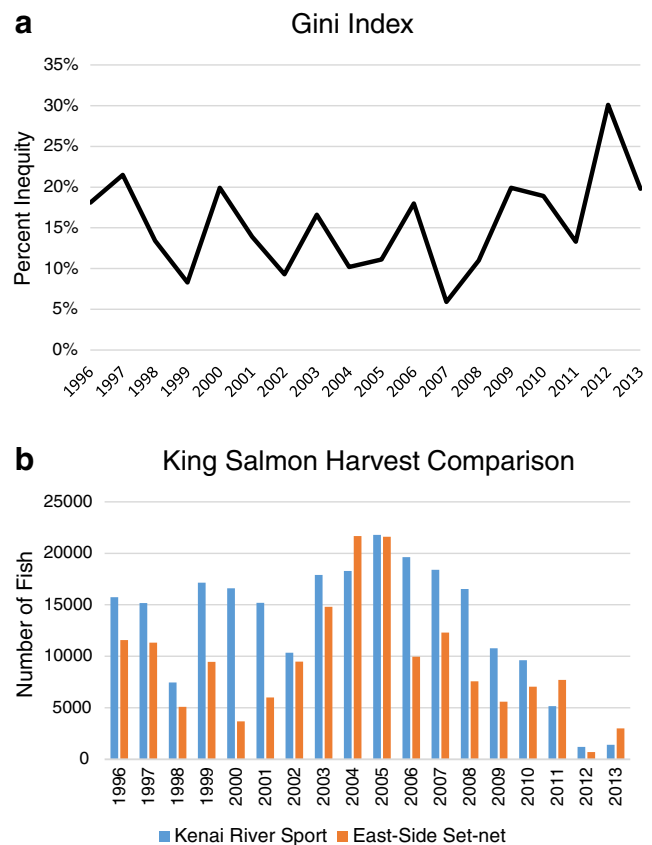 a
Gini Index
Percent Inequity
35%
30%
25%
20%
15%
10%
5%
0%
1996 1997 1998 1999 2000 2001 2002 2003 2004 2005 2006 2007 2008 2009 2010 2011 2012 2013
b
King Salmon Harvest Comparison
Number of Fish
25000
20000
15000
10000
5000
0
1996 1997 1998 1999 2000 2001 2002 2003 2004 2005 2006 2007 2008 2009 2010 2011 2012 2013
Kenai River Sport East-Side Set-net